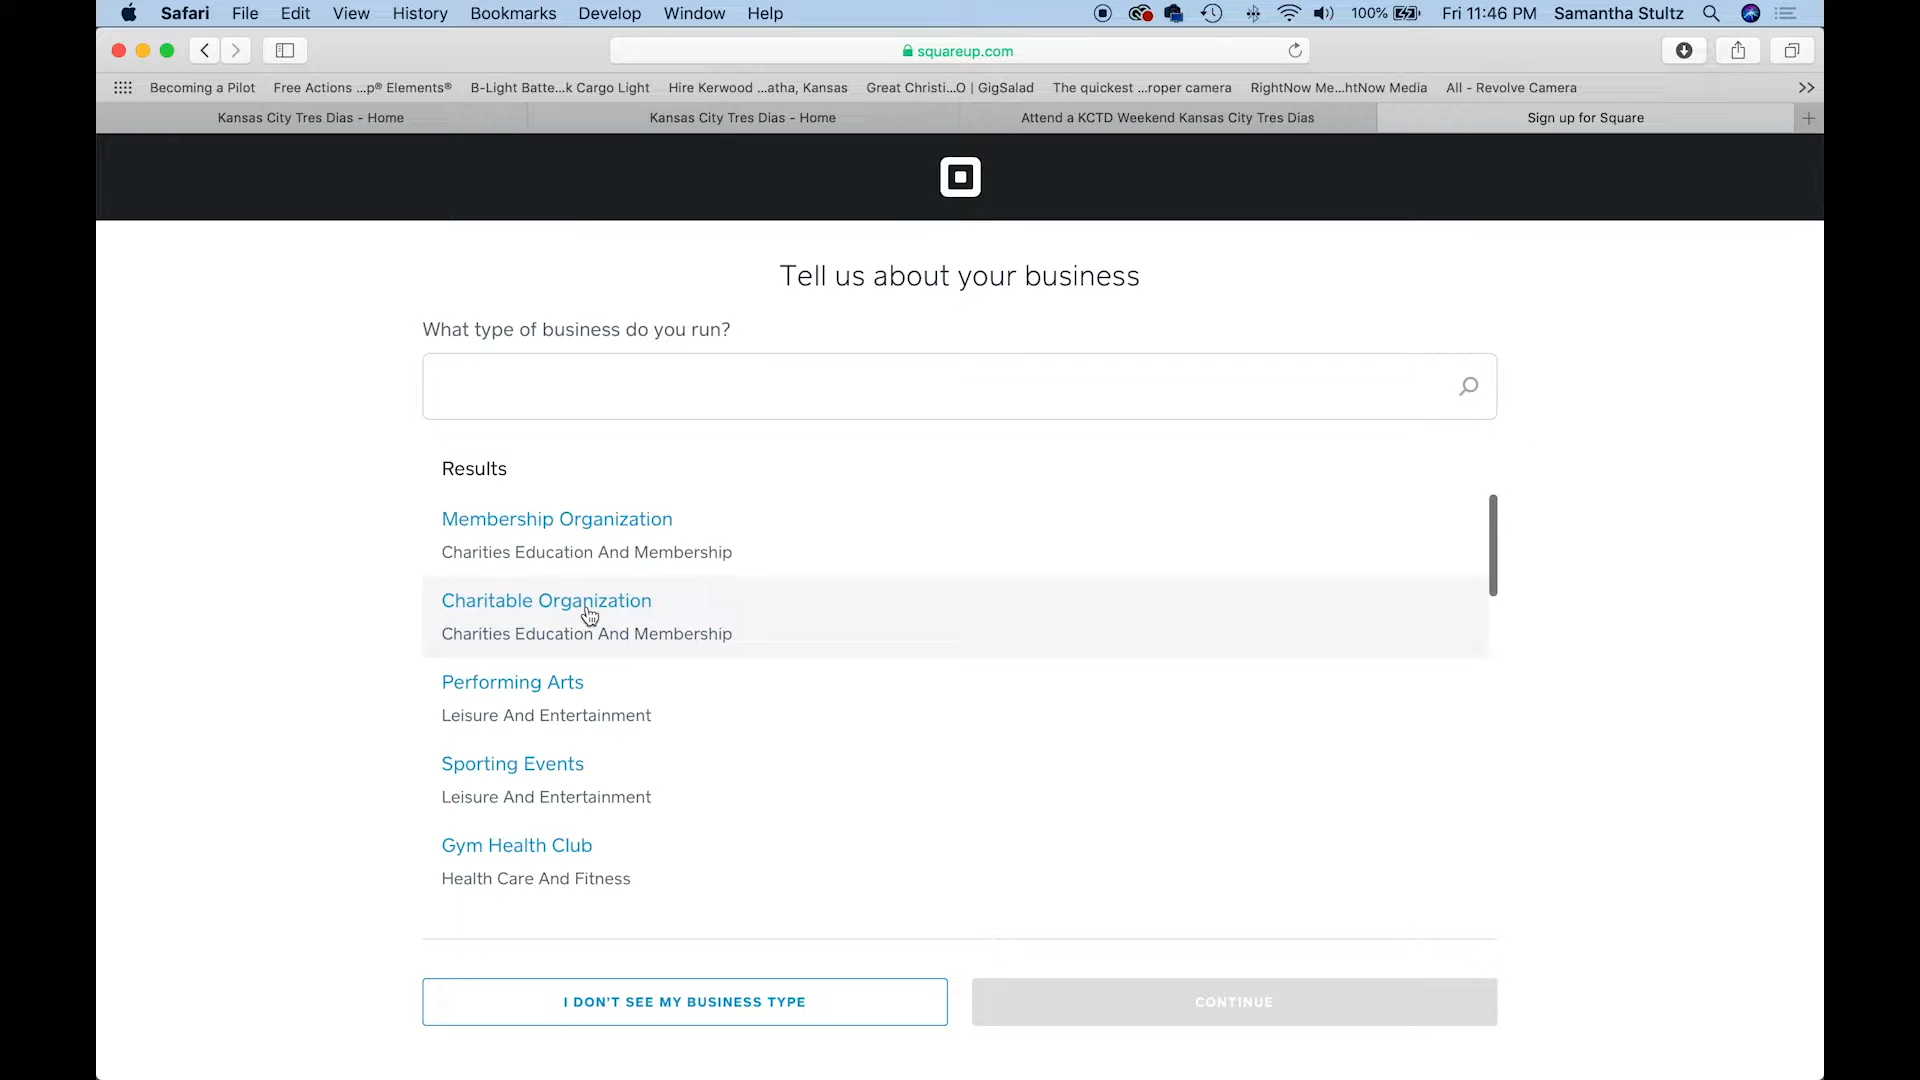 Safari File Edit View History Bookmarks Develop Window Help 100% Fri 11:46 PM Samantha Stultz
squareup.com
Becoming a Pilot Free Actions ...p® Elements® B-Light Batte...k Cargo Light Hire Kerwood ...atha, Kansas Great Christi...O | GigSalad The quickest ...roper camera RightNow Me...htNow Media All - Revolve Camera
Kansas City Tres Dias - Home Kansas City Tres Dias - Home Attend a KCTD Weekend Kansas City Tres Dias Sign up for Square
Tell us about your business
What type of business do you run?
Results
Membership Organization
Charities Education And Membership
Charitable Organization
Charities Education And Membership
Performing Arts
Leisure And Entertainment
Sporting Events
Leisure And Entertainment
Gym Health Club
Health Care And Fitness
I DON'T SEE MY BUSINESS TYPE CONTINUE